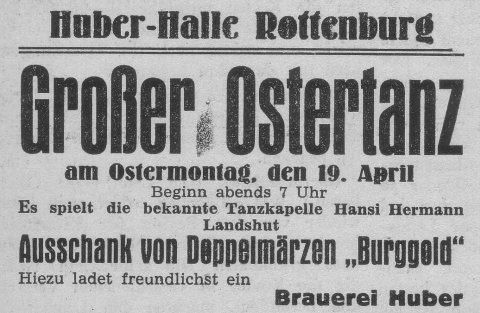 Huber-Halle Rottenburg
Großer Ostertanz
am Ostermontag, den 19. April
Beginn abends 7 Uhr
Es spielt die bekannte Tanzkapelle Hansi Hermann
Landshut
Ausschank von Doppelmärzen „Burggold“
Hiezu ladet freundlichst ein
Brauerei Huber